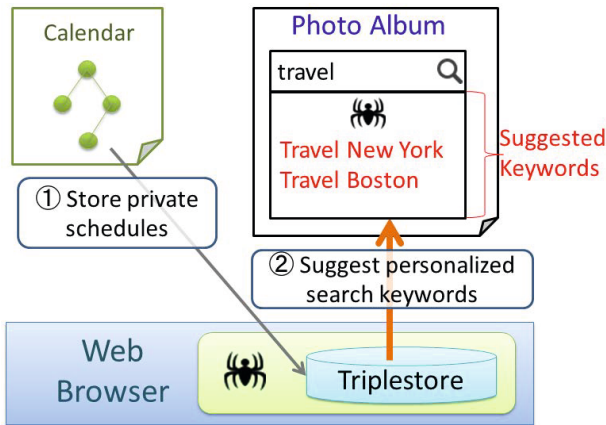 Calendar
Photo Album
travel
Travel New York
Travel Boston
Suggested
Keywords
① Store private
schedules
② Suggest personalized
search keywords
Web
Browser
Triplestore